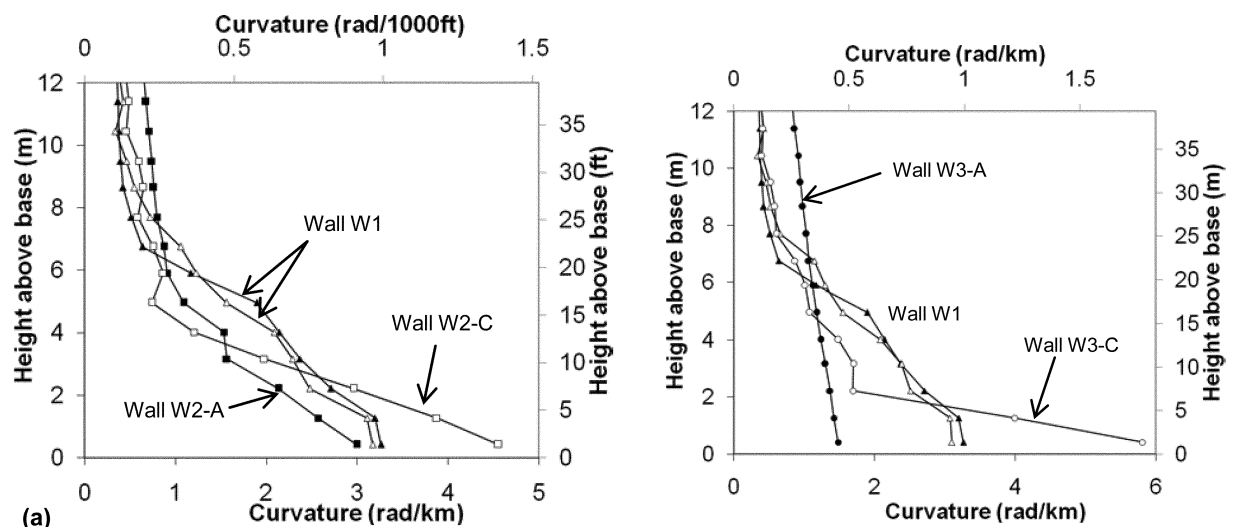 Curvature (rad/1000ft)
0 0.5 1 1.5
12
10
8
6
4
2
0
Height above base (m)
35
30
25
20
15
10
5
0
Height above base (ft)
Wall W1
Wall W2-C
Wall W2-A
0 1 2 3 4 5
Curvature (rad/km)
(a)
Curvature (rad/km)
0 0.5 1 1.5
12
10
8
6
4
2
0
Height above base (m)
35
30
25
20
15
10
5
0
Height above base (m)
Wall W3-A
Wall W1
Wall W3-C
0 2 4 6
Curvature (rad/km)